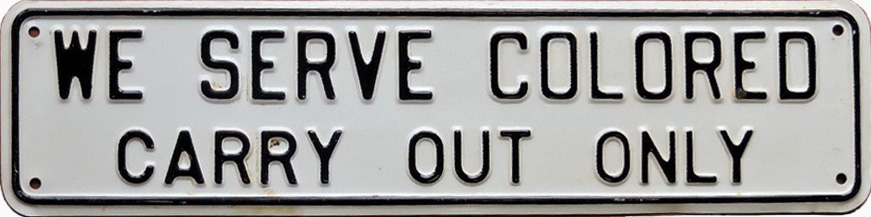 WE SERVE COLORED
CARRY OUT ONLY